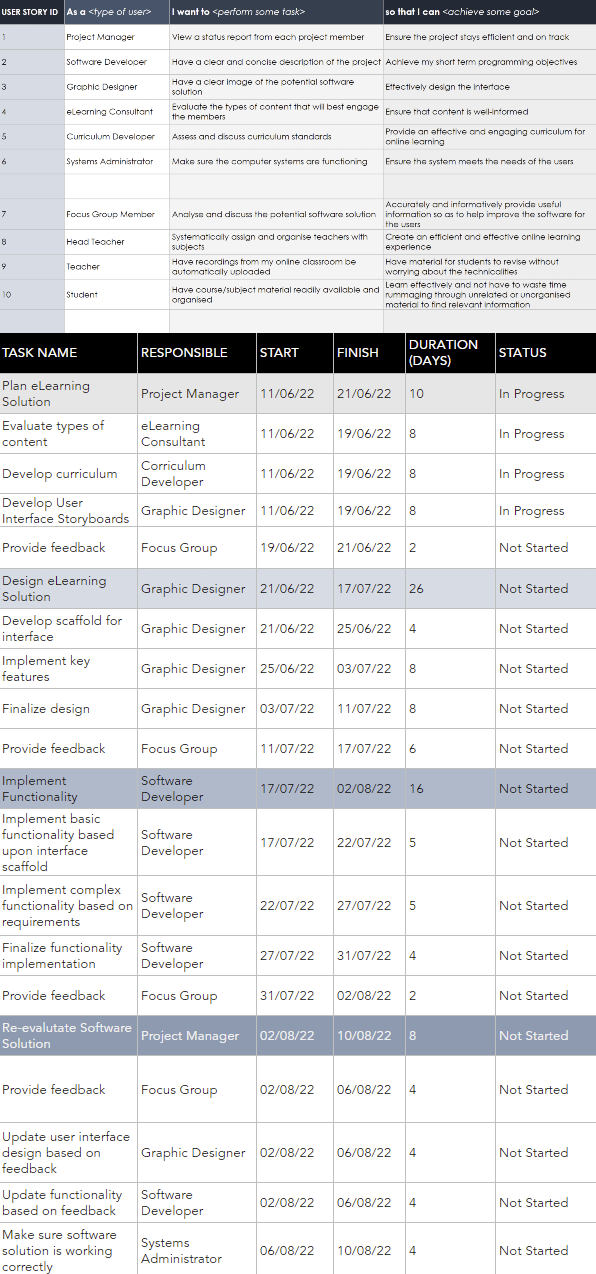 USER STORY ID As a <type of user> I want to <perform some task> so that I can <achieve some goal>
1 Project Manager View a status report from each project member Ensure the project stays efficient and on track
2 Software Developer Have a clear and concise description of the project Achieve my short term programming objectives
3 Graphic Designer Have a clear image of the potential software
solution Effectively design the interface
4 eLearning Consultant Evaluate the types of content that will best engage
the members Ensure that content is well-informed
5 Curriculum Developer Assess and discuss curriculum standards Provide an effective and engaging curriculum for
online learning
6 Systems Administrator Make sure the computer systems are functioning Ensure the system meets the needs of the users
7 Focus Group Member Analyse and discuss the potential software solution Accurately and informatively provide useful
information so as to help improve the software for
the users
8 Head Teacher Systematically assign and organise teachers with
subjects Create an efficient and effective online learning
experience
9 Teacher Have recordings from my online classroom be
automatically uploaded Have material for students to revise without
worrying about the technicalities
10 Student Have course/subject material readily available and
organised Learn effectively and not have to waste time
rummaging through unrelated or unorganised
material to find relevant information
TASK NAME RESPONSIBLE START FINISH DURATION
(DAYS) STATUS
Plan eLearning
Solution Project Manager 11/06/22 21/06/22 10 In Progress
Evaluate types of
content eLearning
Consultant 11/06/22 19/06/22 8 In Progress
Develop curriculum Corriculum
Developer 11/06/22 19/06/22 8 In Progress
Develop User
Interface Storyboards Graphic Designer 11/06/22 19/06/22 8 In Progress
Provide feedback Focus Group 19/06/22 21/06/22 2 Not Started
Design eLearning
Solution Graphic Designer 21/06/22 17/07/22 26 Not Started
Develop scaffold for
interface Graphic Designer 21/06/22 25/06/22 4 Not Started
Implement key
features Graphic Designer 25/06/22 03/07/22 8 Not Started
Finalize design Graphic Designer 03/07/22 11/07/22 8 Not Started
Provide feedback Focus Group 11/07/22 17/07/22 6 Not Started
Implement
Functionality Software
Developer 17/07/22 02/08/22 16 Not Started
Implement basic
functionality based
upon interface
scaffold Software
Developer 17/07/22 22/07/22 5 Not Started
Implement complex
functionality based on
requirements Software
Developer 22/07/22 27/07/22 5 Not Started
Finalize functionality
implementation Software
Developer 27/07/22 31/07/22 4 Not Started
Provide feedback Focus Group 31/07/22 02/08/22 2 Not Started
Re-evalutate Software
Solution Project Manager 02/08/22 10/08/22 8 Not Started
Provide feedback Focus Group 02/08/22 06/08/22 4 Not Started
Update user interface
design based on
feedback Graphic Designer 02/08/22 06/08/22 4 Not Started
Update functionality
based on feedback Software
Developer 02/08/22 06/08/22 4 Not Started
Make sure software
solution is working
correctly Systems
Administrator 06/08/22 10/08/22 4 Not Started